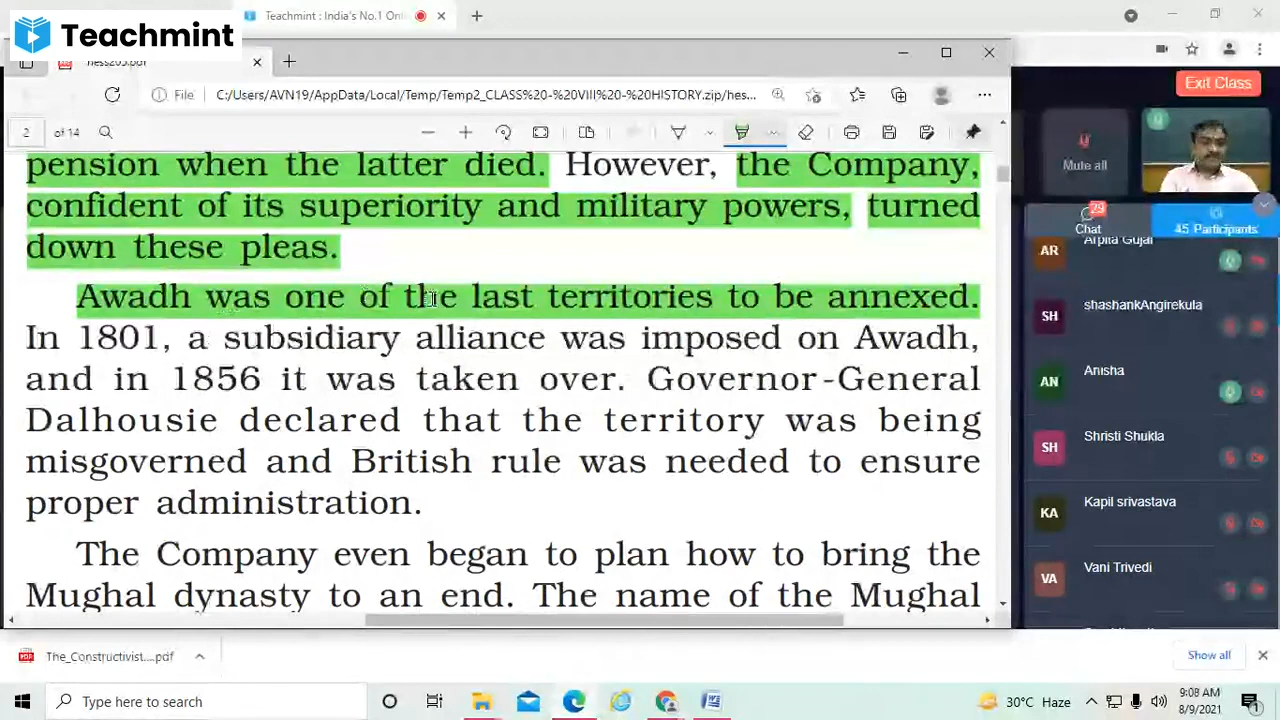 Teachmint : India's No.1 Onl
Teachmint
hess205.pdf
Exit Class
File
C:/Users/AVN19/AppData/Local/Temp/Temp2_... %20VIII%20-%20HISTORY.zip/hes...
2 of 14
Mute all
pension when the latter died. However, the Company,
confident of its superiority and military powers, turned
down these pleas.
Awadh was one of the last territories to be annexed.
In 1801, a subsidiary alliance was imposed on Awadh,
and in 1856 it was taken over. Governor-General
Dalhousie declared that the territory was being
misgoverned and British rule was needed to ensure
proper administration.
The Company even began to plan how to bring the
Mughal dynasty to an end. The name of the Mughal
29
Chat
45 Participants
AR Arpita Gujar
SH shashankAngirekula
AN Anisha
SH Shristi Shukla
KA Kapil srivastava
VA Vani Trivedi
The_Constructivist....pdf
Show all
Type here to search
30°C Haze
9:08 AM
8/9/2021
1